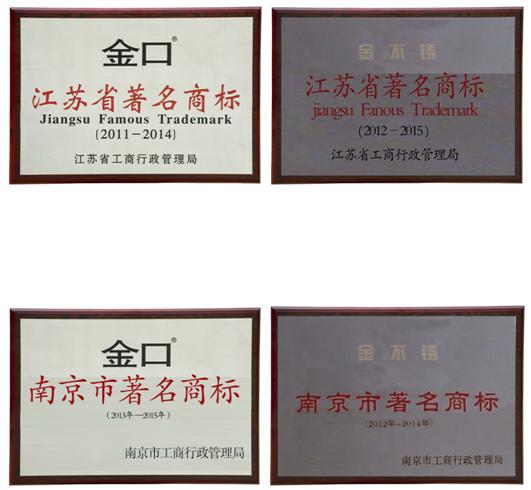 金口®
江苏省著名商标
Jiangsu Famous Trademark
(2011-2014)
江苏省工商行政管理局
金不锈
江苏省著名商标
jiangsu Fanous Trademark
(2012-2015)
江苏省工商行政管理局
金口®
南京市著名商标
(2013年—2015年)
南京市工商行政管理局
金不锈
南京市著名商标
(2012年-2014年)
南京市工商行政管理局